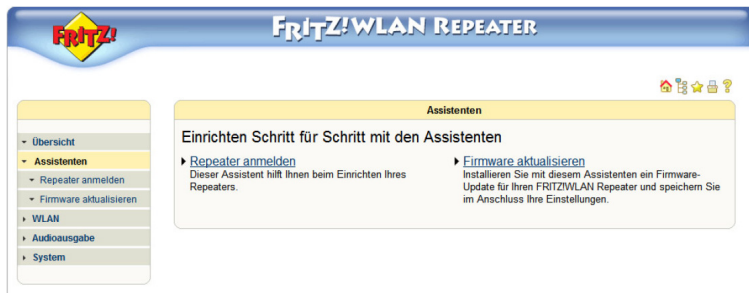 FRITZ!
FRITZ!WLAN REPEATER
Assistenten
Übersicht
Assistenten
Repeater anmelden
Firmware aktualisieren
WLAN
Audioausgabe
System
Einrichten Schritt für Schritt mit den Assistenten
Repeater anmelden
Dieser Assistent hilft Ihnen beim Einrichten Ihres
Repeaters.
Firmware aktualisieren
Installieren Sie mit diesem Assistenten ein Firmware-
Update für Ihren FRITZ!WLAN Repeater und speichern Sie
im Anschluss Ihre Einstellungen.